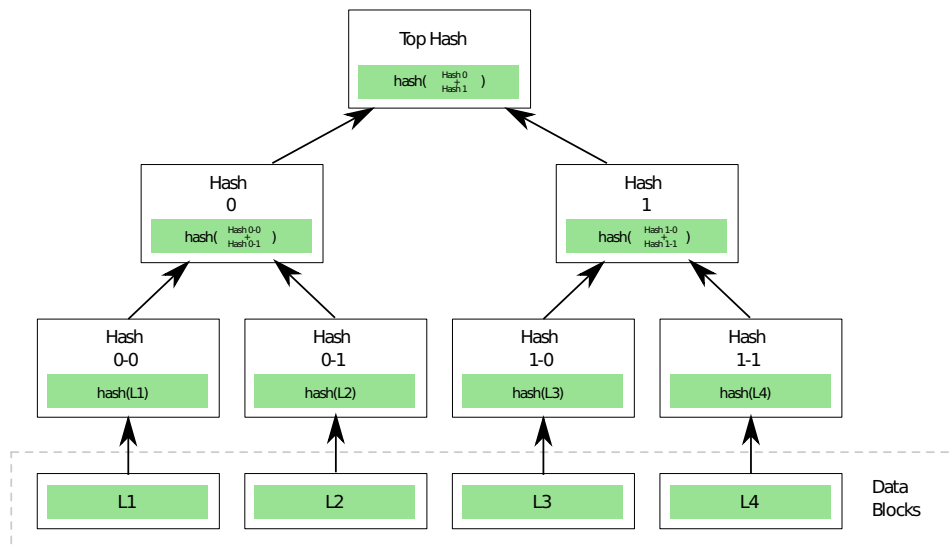 Top Hash
hash( Hash 0 + Hash 1 )
Hash
0
hash( Hash 0-0 + Hash 0-1 )
Hash
1
hash( Hash 1-0 + Hash 1-1 )
Hash
0-0
hash(L1)
Hash
0-1
hash(L2)
Hash
1-0
hash(L3)
Hash
1-1
hash(L4)
L1
L2
L3
L4
Data
Blocks